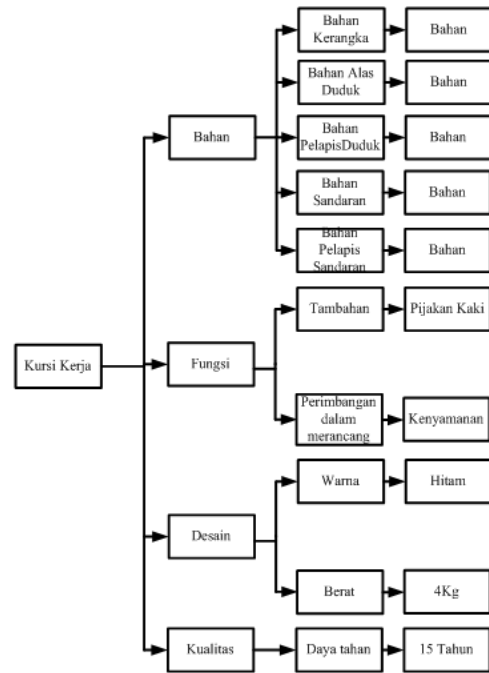 Bahan
Kerangka
Bahan
Bahan Alas
Duduk
Bahan
Bahan
Bahan
PelapisDuduk
Bahan
Bahan
Sandaran
Bahan
Bahan
Pelapis
Sandaran
Bahan
Kursi Kerja
Fungsi
Tambahan
Pijakan Kaki
Perimbangan
dalam
merancang
Kenyamanan
Desain
Warna
Hitam
Berat
4Kg
Kualitas
Daya tahan
15 Tahun